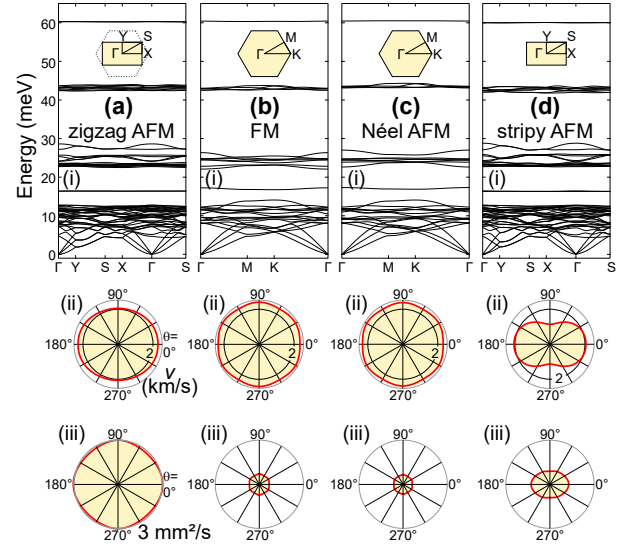 60
50
40
30
20
10
0
Energy (meV)
Y S
Γ X
(a)
zigzag AFM
(i)
Γ Y S X Γ S
M
Γ K
(b)
FM
(i)
Γ M K Γ
M
Γ K
(c)
Néel AFM
(i)
Γ M K Γ
Y S
Γ X
(d)
stripy AFM
(i)
Γ Y S X Γ S
(ii) 90°
180° θ=
0°
2
v
(km/s)
270°
(ii) 90°
180° 0°
2
270°
(ii) 90°
180° 0°
2
270°
(ii) 90°
180° 0°
2
270°
(iii) 90°
180° θ=
0°
270° 3 mm²/s
(iii) 90°
180° 0°
270°
(iii) 90°
180° 0°
270°
(iii) 90°
180° 0°
270°